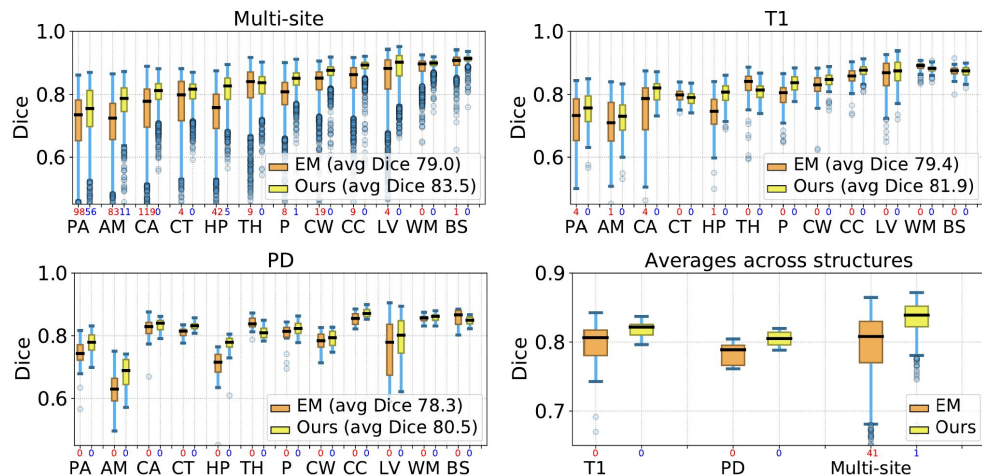 Multi-site
1.0
0.8
0.6
Dice
EM (avg Dice 79.0)
Ours (avg Dice 83.5)
98 56 83 11 119 0 4 0 42 5 9 0 8 1 19 0 9 0 4 0 0 0 1 0
PA AM CA CT HP TH P CW CC LV WM BS
T1
1.0
0.8
0.6
Dice
EM (avg Dice 79.4)
Ours (avg Dice 81.9)
4 0 1 0 4 0 0 0 1 0 0 0 0 0 0 0 0 0 0 0 0 0 0 0
PA AM CA CT HP TH P CW CC LV WM BS
PD
1.0
0.8
0.6
Dice
EM (avg Dice 78.3)
Ours (avg Dice 80.5)
0 0 0 0 0 0 0 0 0 0 0 0 0 0 0 0 0 0 0 0 0 0 0 0
PA AM CA CT HP TH P CW CC LV WM BS
Averages across structures
0.9
0.8
0.7
Dice
EM
Ours
0 0 0 0 41 1
T1 PD Multi-site